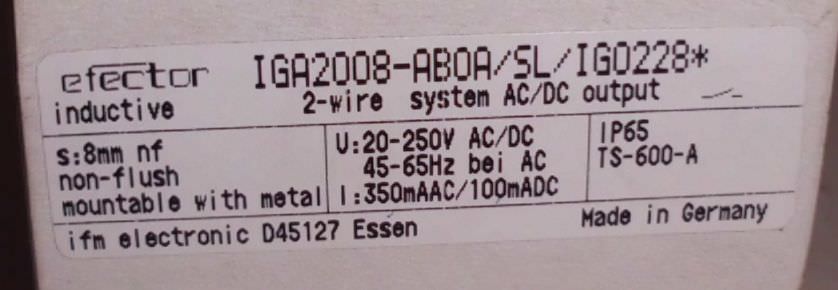 efector IGA2008-ABOA/SL/IG0228*
inductive 2-wire system AC/DC output
s:8mm nf
non-flush
mountable with metal
U:20-250V AC/DC
45-65Hz bei AC
I:350mAAC/100mADC
IP65
TS-600-A
ifm electronic D45127 Essen
Made in Germany